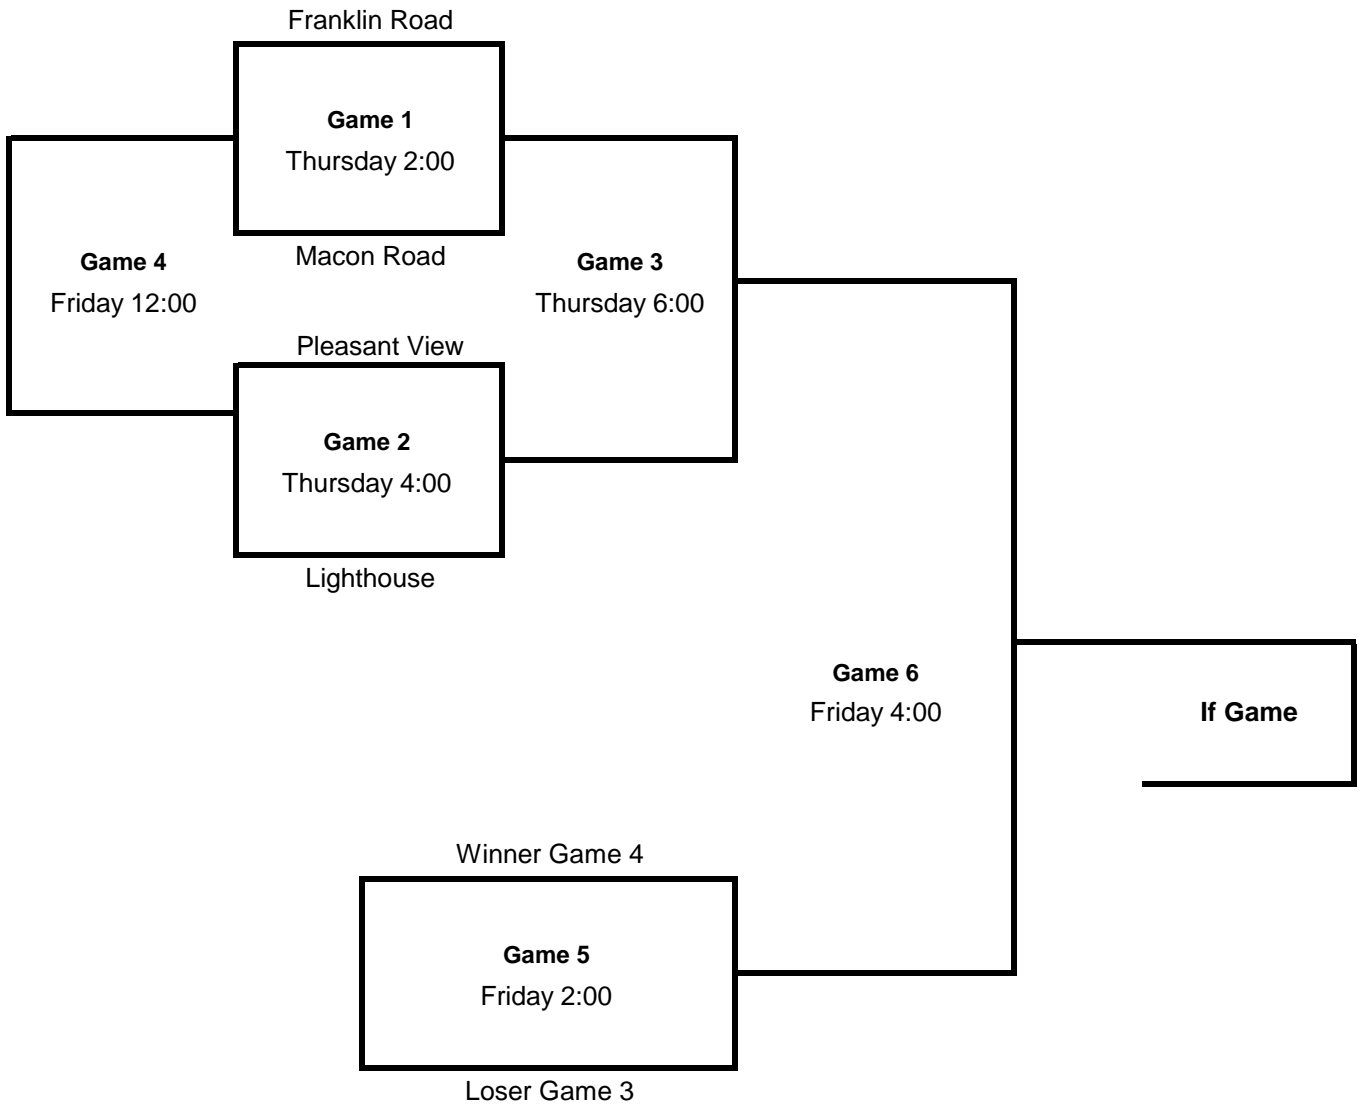 Franklin Road
Game 1
Thursday 2:00
Macon Road
Game 4
Friday 12:00
Game 3
Thursday 6:00
Pleasant View
Game 2
Thursday 4:00
Lighthouse
Game 6
Friday 4:00
If Game
Winner Game 4
Game 5
Friday 2:00
Loser Game 3